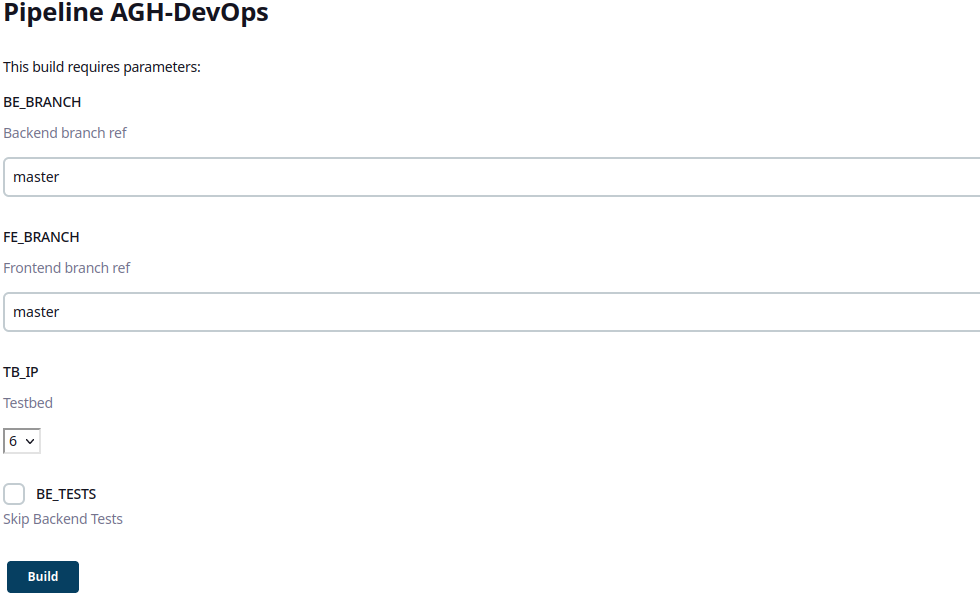 Pipeline AGH-DevOps
This build requires parameters:
BE_BRANCH
Backend branch ref
master
FE_BRANCH
Frontend branch ref
master
TB_IP
Testbed
6
BE_TESTS
Skip Backend Tests
Build